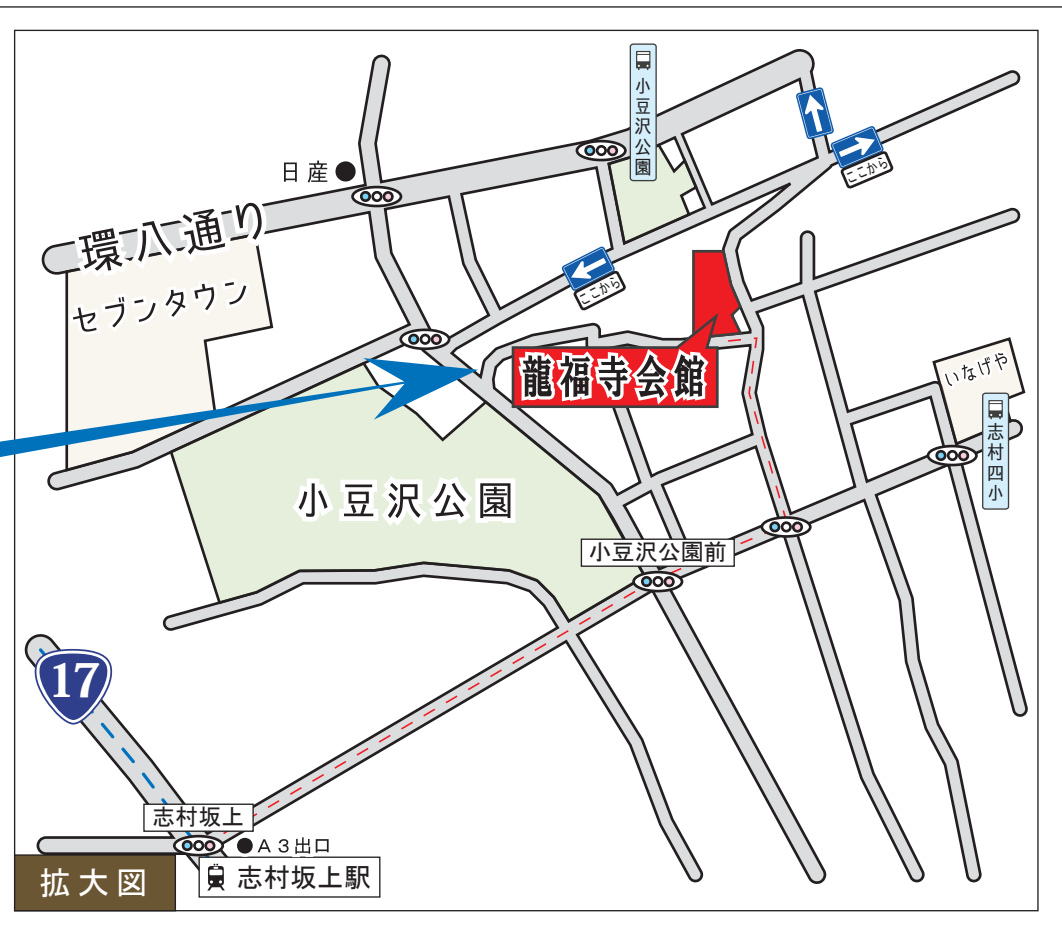 小豆沢公園
日産
環八通り
セブンタウン
ここから
ここから
龍福寺会館
いなげや
志村四小
小豆沢公園
小豆沢公園前
17
志村坂上
A3出口
志村坂上駅
拡大図